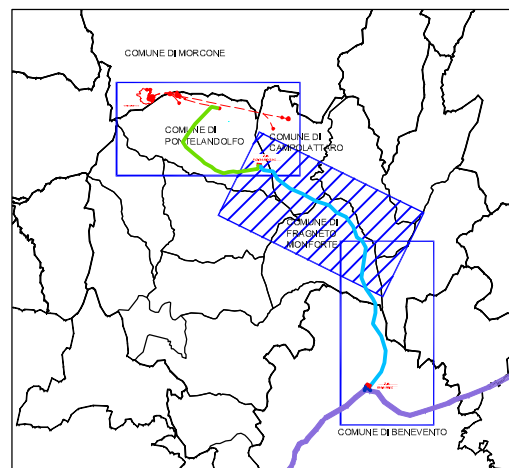 COMUNE DI MORCONE
COMUNE DI
PONTELANDOLFO
COMUNE DI
CAMPOLATTARO
COMUNE DI
FRAGNETO
MONFORTE
COMUNE DI BENEVENTO